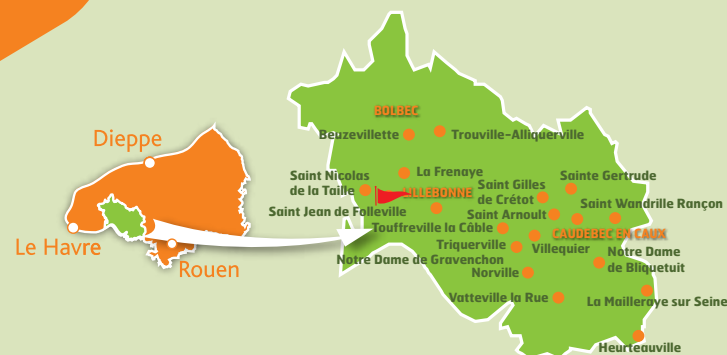 Dieppe
Le Havre
Rouen
BOLBEC
Beuzevillette
Trouville-Alliquerville
La Frenaye
Saint Nicolas
de la Taille
LILLEBONNE
Saint Gilles
de Crétot
Sainte Gertrude
Saint Wandrille Rançon
Saint Jean de Folleville
Saint Arnoult
Touffreville la Câble
CAUDEBEC EN CAUX
Triquerville
Villequier
Notre Dame
de Bliquetuit
Notre Dame de Gravenchon
Norville
Vatteville la Rue
La Mailleraye sur Seine
Heurteauville